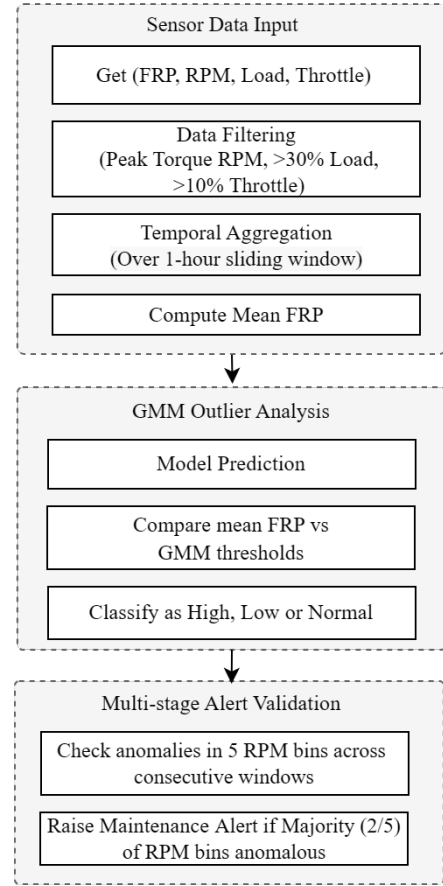 Sensor Data Input
Get (FRP, RPM, Load, Throttle)
Data Filtering
(Peak Torque RPM, >30% Load,
>10% Throttle)
Temporal Aggregation
(Over 1-hour sliding window)
Compute Mean FRP
GMM Outlier Analysis
Model Prediction
Compare mean FRP vs
GMM thresholds
Classify as High, Low or Normal
Multi-stage Alert Validation
Check anomalies in 5 RPM bins across
consecutive windows
Raise Maintenance Alert if Majority (2/5)
of RPM bins anomalous